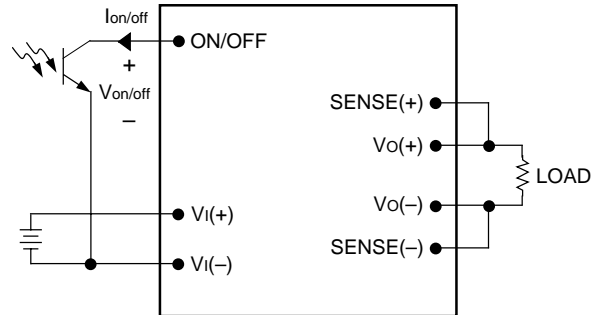 Ion/off
ON/OFF
+
Von/off
–
SENSE(+)
VO(+)
LOAD
VO(–)
VI(+)
SENSE(–)
VI(–)